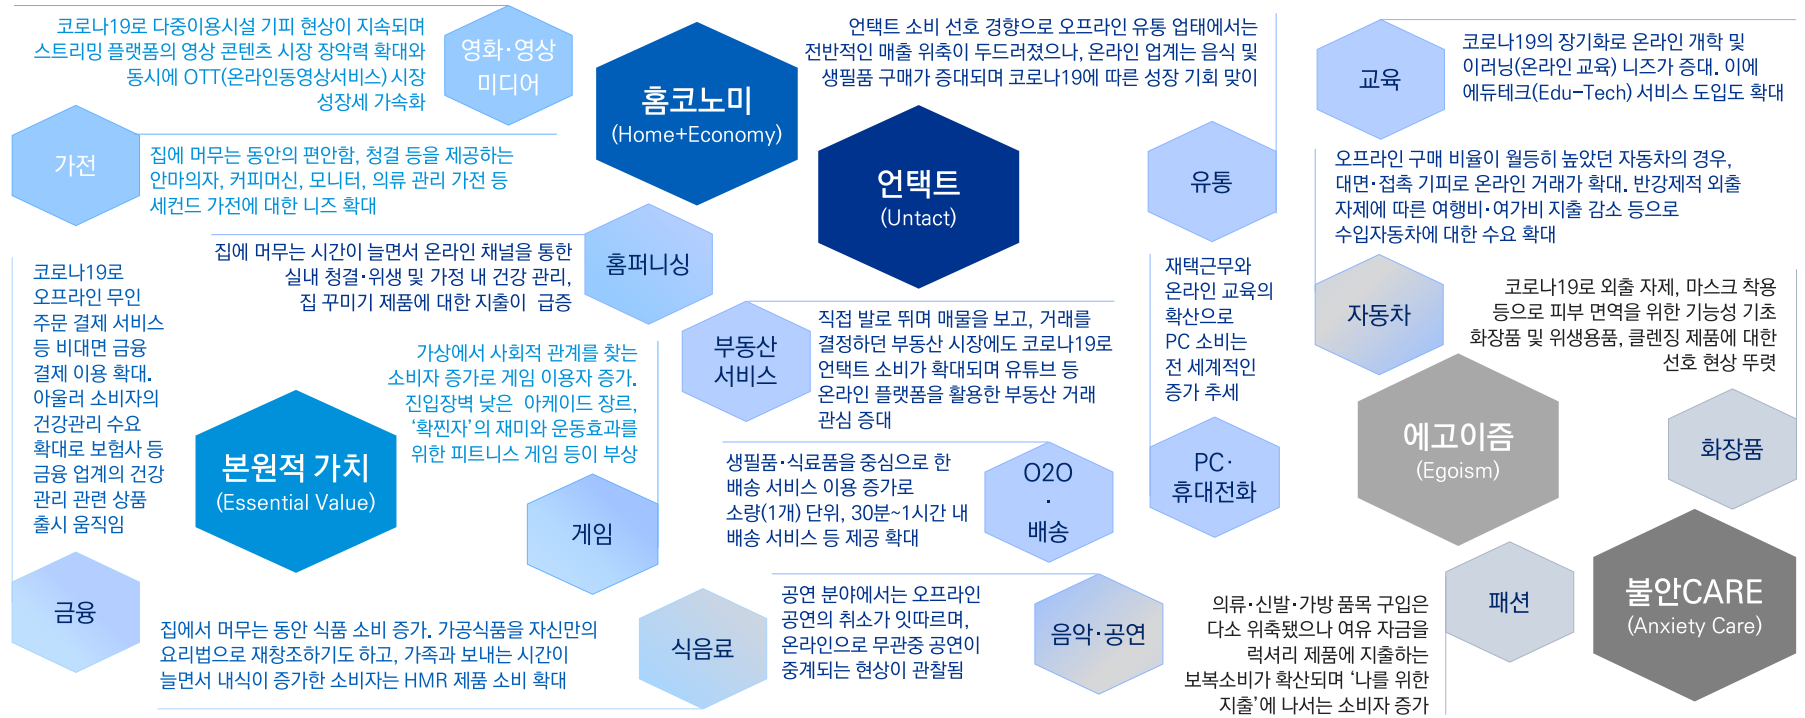 코로나19로 다중이용시설 기피 현상이 지속되며
스트리밍 플랫폼의 영상 콘텐츠 시장 장악력 확대와
동시에 OTT(온라인동영상서비스) 시장
성장세 가속화
영화·영상
미디어
홈코노미
(Home+Economy)
언택트 소비 선호 경향으로 오프라인 유통 업태에서는
전반적인 매출 위축이 두드러졌으나, 온라인 업계는 음식 및
생필품 구매가 증대되며 코로나19에 따른 성장 기회 맞이
언택트
(Untact)
유통
교육
코로나19의 장기화로 온라인 개학 및
이러닝(온라인 교육) 니즈가 증대. 이에
에듀테크(Edu-Tech) 서비스 도입도 확대
가전
집에 머무는 동안의 편안함, 청결 등을 제공하는
안마의자, 커피머신, 모니터, 의류 관리 가전 등
세컨드 가전에 대한 니즈 확대
오프라인 구매 비율이 월등히 높았던 자동차의 경우,
대면·접촉 기피로 온라인 거래가 확대. 반강제적 외출
자제에 따른 여행비·여가비 지출 감소 등으로
수입자동차에 대한 수요 확대
자동차
집에 머무는 시간이 늘면서 온라인 채널을 통한
실내 청결·위생 및 가정 내 건강 관리,
집 꾸미기 제품에 대한 지출이 급증
홈퍼니싱
코로나19로
오프라인 무인
주문 결제 서비스
등 비대면 금융
결제 이용 확대.
아울러 소비자의
건강관리 수요
확대로 보험사 등
금융 업계의 건강
관리 관련 상품
출시 움직임
금융
본원적 가치
(Essential Value)
가상에서 사회적 관계를 찾는
소비자 증가로 게임 이용자 증가.
진입장벽 낮은 아케이드 장르,
‘확찐자’의 재미와 운동효과를
위한 피트니스 게임 등이 부상
게임
부동산
서비스
직접 발로 뛰며 매물을 보고, 거래를
결정하던 부동산 시장에도 코로나19로
언택트 소비가 확대되며 유튜브 등
온라인 플랫폼을 활용한 부동산 거래
관심 증대
재택근무와
온라인 교육의
확산으로
PC 소비는
전 세계적인
증가 추세
PC·
휴대전화
코로나19로 외출 자제, 마스크 착용
등으로 피부 면역을 위한 기능성 기초
화장품 및 위생용품, 클렌징 제품에 대한
선호 현상 뚜렷
화장품
에고이즘
(Egoism)
생필품·식료품을 중심으로 한
배송 서비스 이용 증가로
소량(1개) 단위, 30분~1시간 내
배송 서비스 등 제공 확대
O2O
·
배송
집에서 머무는 동안 식품 소비 증가. 가공식품을 자신만의
요리법으로 재창조하기도 하고, 가족과 보내는 시간이
늘면서 내식이 증가한 소비자는 HMR 제품 소비 확대
식음료
공연 분야에서는 오프라인
공연의 취소가 잇따르며,
온라인으로 무관중 공연이
중계되는 현상이 관찰됨
음악·공연
의류·신발·가방 품목 구입은
다소 위축됐으나 여유 자금을
럭셔리 제품에 지출하는
보복소비가 확산되며 ‘나를 위한
지출’에 나서는 소비자 증가
패션
불안CARE
(Anxiety Care)